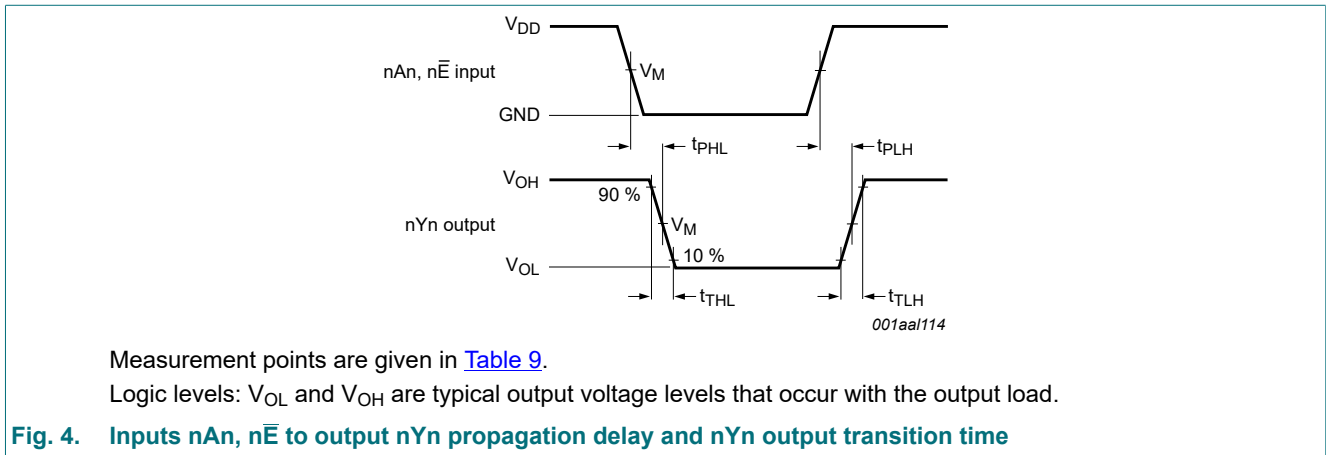 VDD
nAn, nE̅ input
VM
GND
tPHL
tPLH
VOH
90 %
nYn output
VM
10 %
VOL
tTHL
tTLH
001aal114
Measurement points are given in Table 9.
Logic levels: VOL and VOH are typical output voltage levels that occur with the output load.
Fig. 4. Inputs nAn, nE̅ to output nYn propagation delay and nYn output transition time